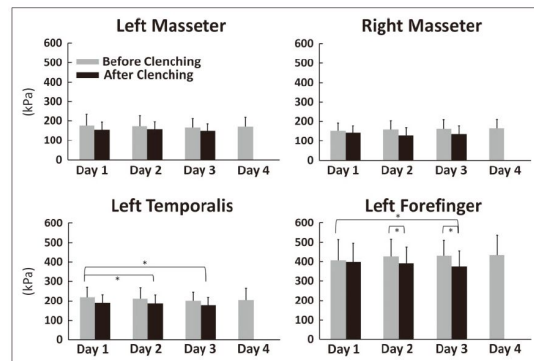 Left Masseter
600
500
400
300
200
100
0
(kPa)
Before Clenching
After Clenching
Day 1 Day 2 Day 3 Day 4
Right Masseter
600
500
400
300
200
100
0
Day 1 Day 2 Day 3 Day 4
Left Temporalis
600
500
400
300
200
100
0
(kPa)
*
*
Day 1 Day 2 Day 3 Day 4
Left Forefinger
600
500
400
300
200
100
0
*
* *
Day 1 Day 2 Day 3 Day 4